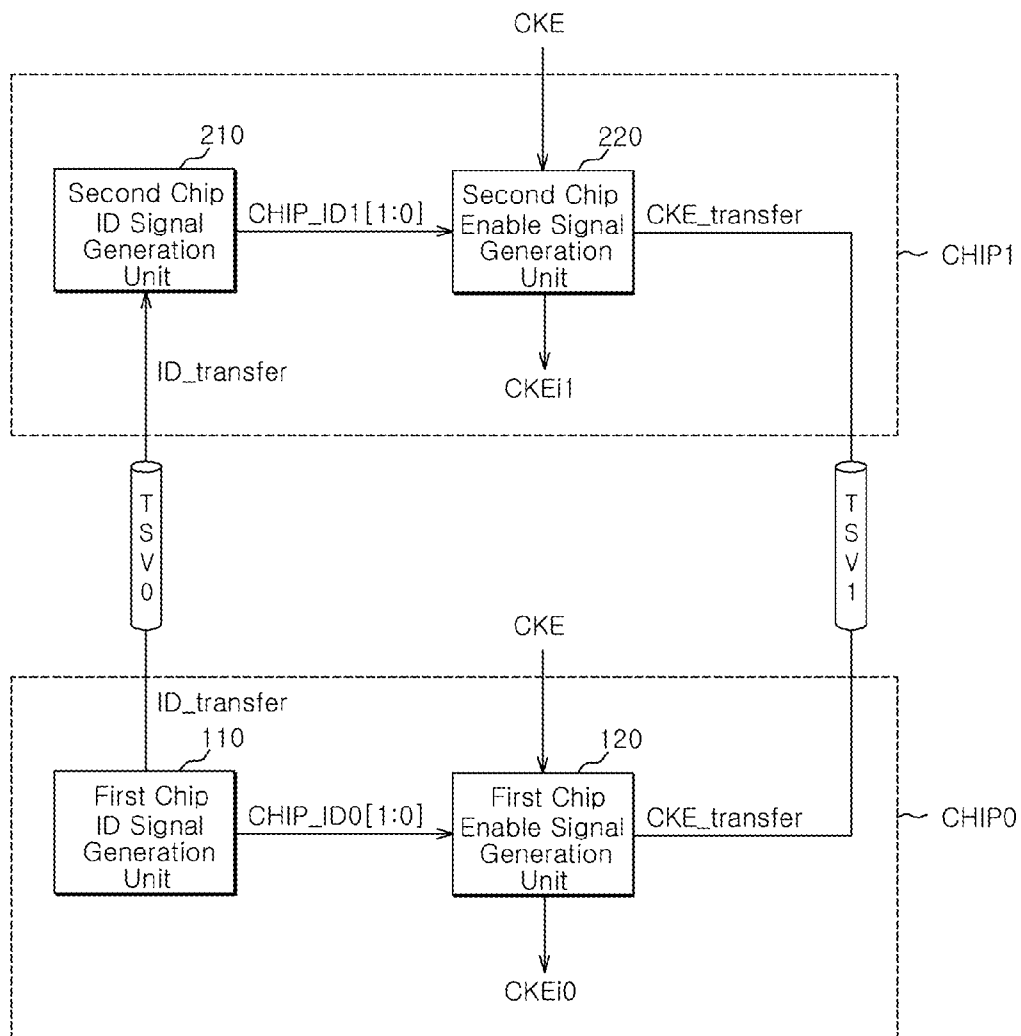 CKE
210
220
Second Chip
ID Signal
Generation
Unit
CHIP_ID1[1:0]
Second Chip
Enable Signal
Generation
Unit
CKE_transfer
CHIP1
ID_transfer
CKEi1
TSV0
TSV1
CKE
ID_transfer
110
120
First Chip
ID Signal
Generation
Unit
CHIP_ID0[1:0]
First Chip
Enable Signal
Generation
Unit
CKE_transfer
CHIP0
CKEi0